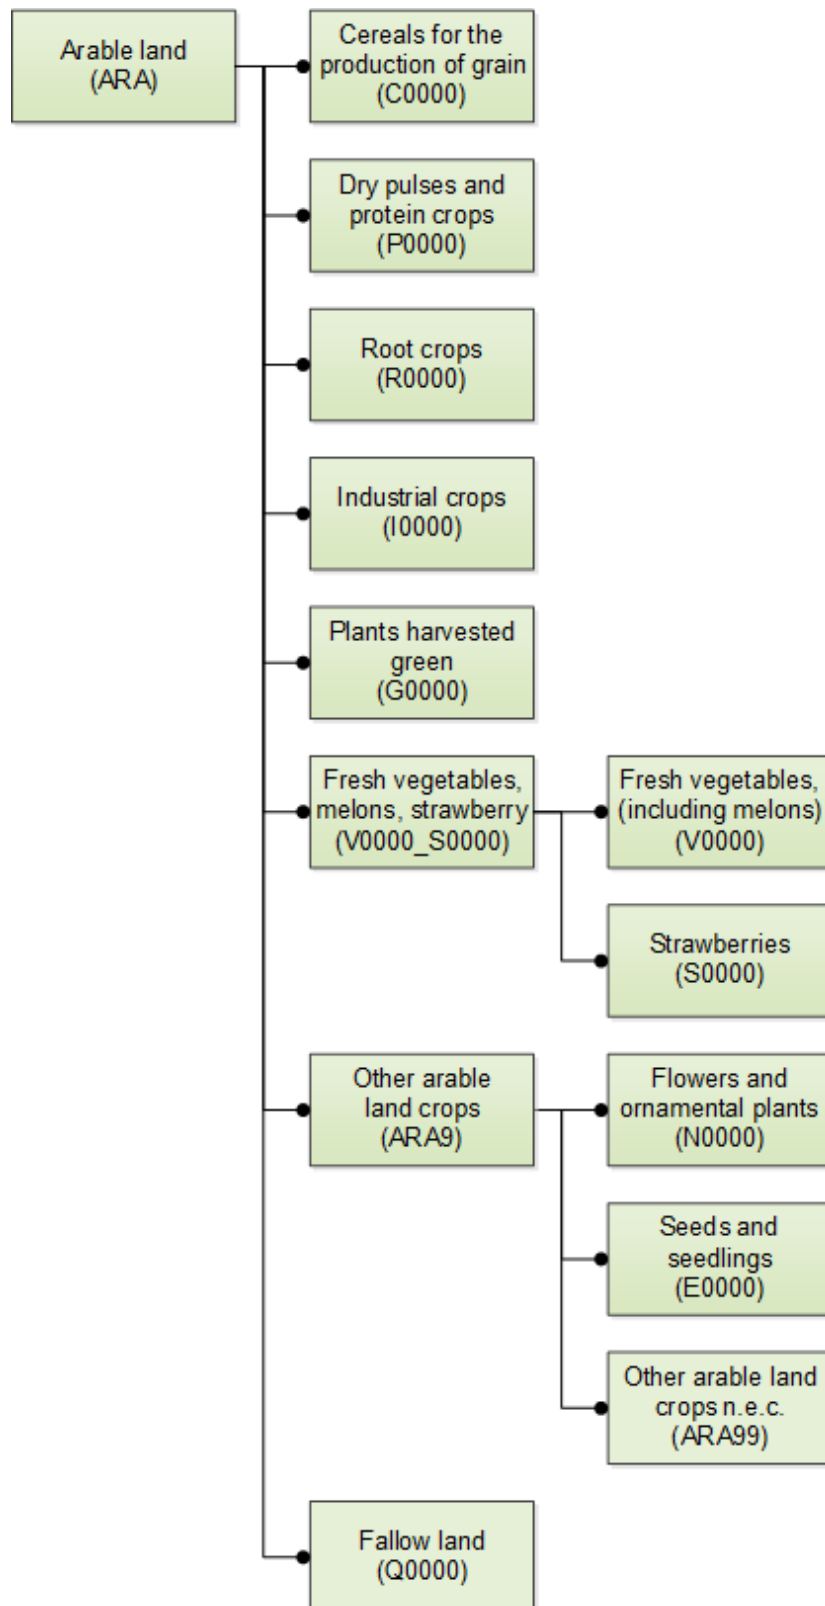 Arable land
(ARA)
Cereals for the
production of grain
(C0000)
Dry pulses and
protein crops
(P0000)
Root crops
(R0000)
Industrial crops
(I0000)
Plants harvested
green
(G0000)
Fresh vegetables,
melons, strawberry
(V0000_S0000)
Fresh vegetables,
(including melons)
(V0000)
Strawberries
(S0000)
Other arable
land crops
(ARA9)
Flowers and
ornamental plants
(N0000)
Seeds and
seedlings
(E0000)
Other arable land
crops n.e.c.
(ARA99)
Fallow land
(Q0000)